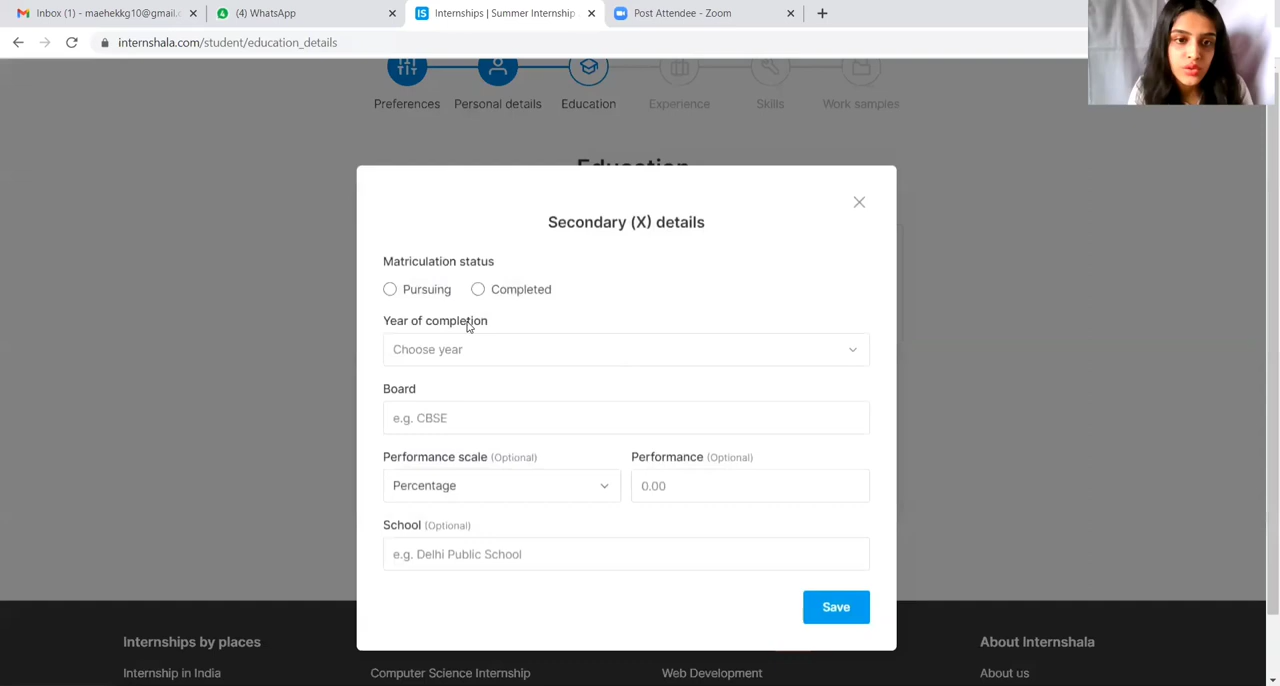 Inbox (1) - maehekkg10@gmail.c
(4) WhatsApp
IS
Internships | Summer Internship
Post Attendee - Zoom
internshala.com/student/education_details
Preferences
Personal details
Education
Experience
Skills
Work samples
Education
Secondary (X) details
Matriculation status
Pursuing
Completed
Year of completion
Choose year
Board
e.g. CBSE
Performance scale (Optional)
Performance (Optional)
Percentage
0.00
School (Optional)
e.g. Delhi Public School
Save
Internships by places
About Internshala
Internship in India
Computer Science Internship
Web Development
About us